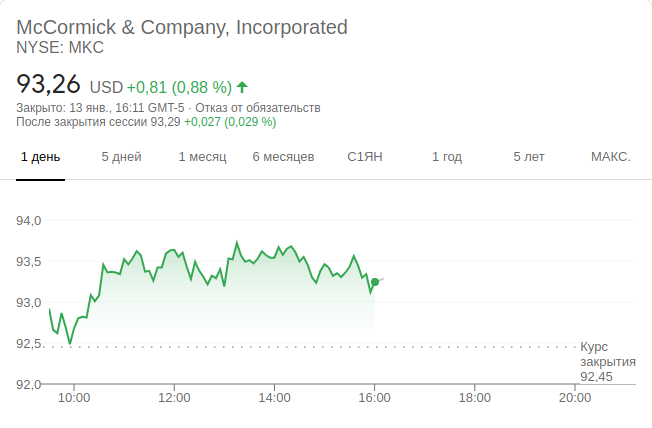 McCormick & Company, Incorporated
NYSE: MKC
93,26 USD +0,81 (0,88 %)
Закрыто: 13 янв., 16:11 GMT-5 · Отказ от обязательств
После закрытия сессии 93,29 +0,027 (0,029 %)
1 день 5 дней 1 месяц 6 месяцев С1ЯН 1 год 5 лет МАКС.
94,0
93,5
93,0
92,5
Курс
закрытия
92,45
92,0
10:00 12:00 14:00 16:00 18:00 20:00